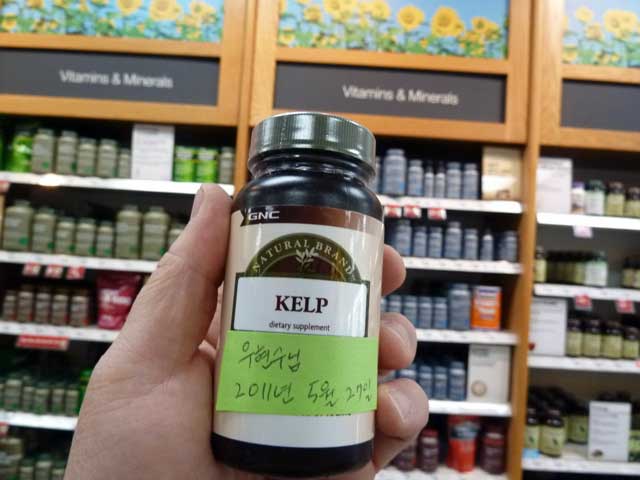 Vitamins & Minerals
Vitamins & Minerals
GNC
NATURAL BRAND
KELP
dietary supplement
우현수님
2011년 5월 27일